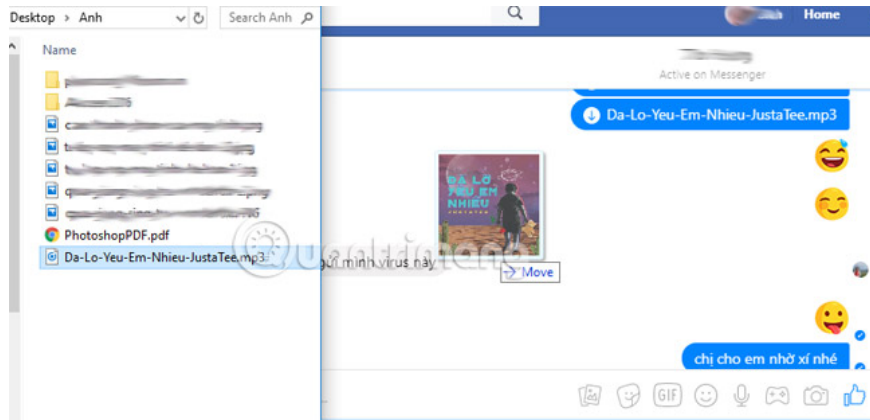 Desktop > Anh
Search Anh
Name
PhotoshopPDF.pdf
Da-Lo-Yeu-Em-Nhieu-JustaTee.mp3
Home
Active on Messenger
Da-Lo-Yeu-Em-Nhieu-JustaTee.mp3
ĐÃ LỠ
YÊU EM
NHIỀU
JUSTATEE
Quantrimang
gửi mình virus này
Move
chị cho em nhờ xí nhé
GIF